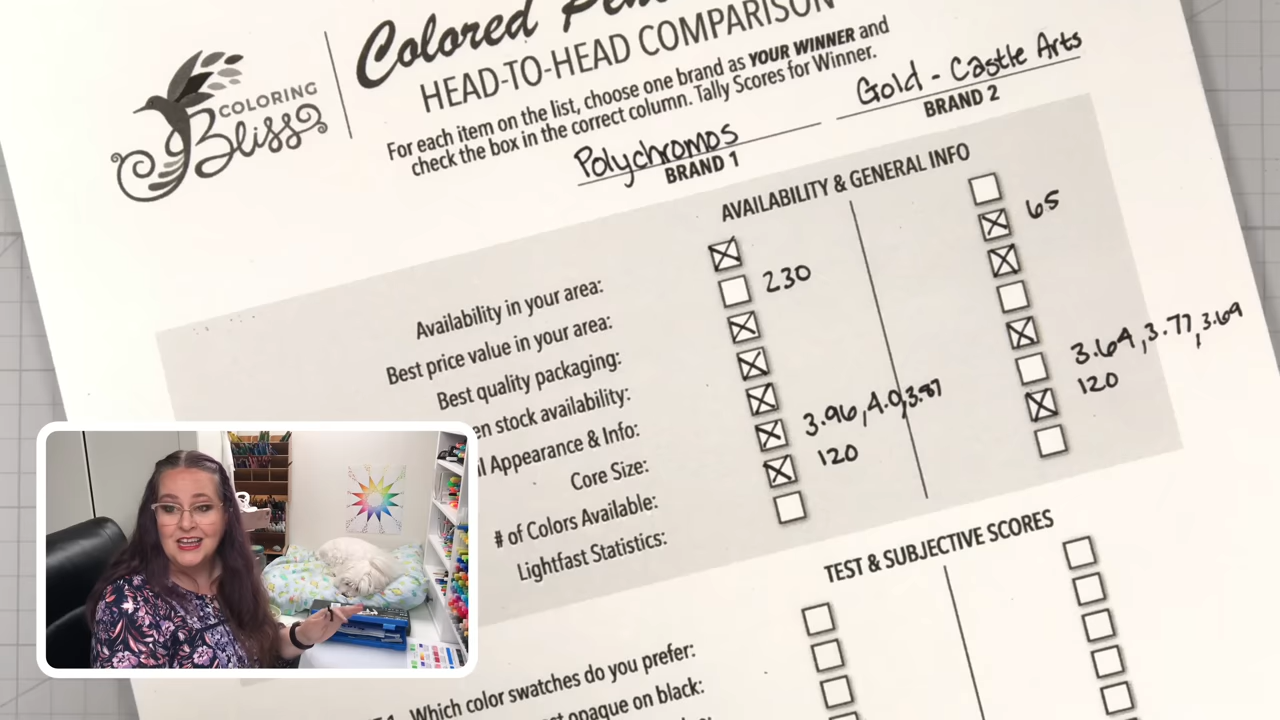 Colored
HEAD-TO-HEAD COMPARISON
For each item on the list, choose one brand as YOUR WINNER and
check the box in the correct column. Tally Scores for Winner.
COLORING
Bliss
Polychromos
Gold - Castle Arts
BRAND 1
BRAND 2
AVAILABILITY & GENERAL INFO
Availability in your area:
Best price value in your area: 230 65
Best quality packaging:
stock availability:
Appearance & Info:
Core Size: 3.96, 4.0, 3.87 3.64, 3.77, 3.69
# of Colors Available: 120 120
Lightfast Statistics:
TEST & SUBJECTIVE SCORES
Which color swatches do you prefer:
opaque on black: